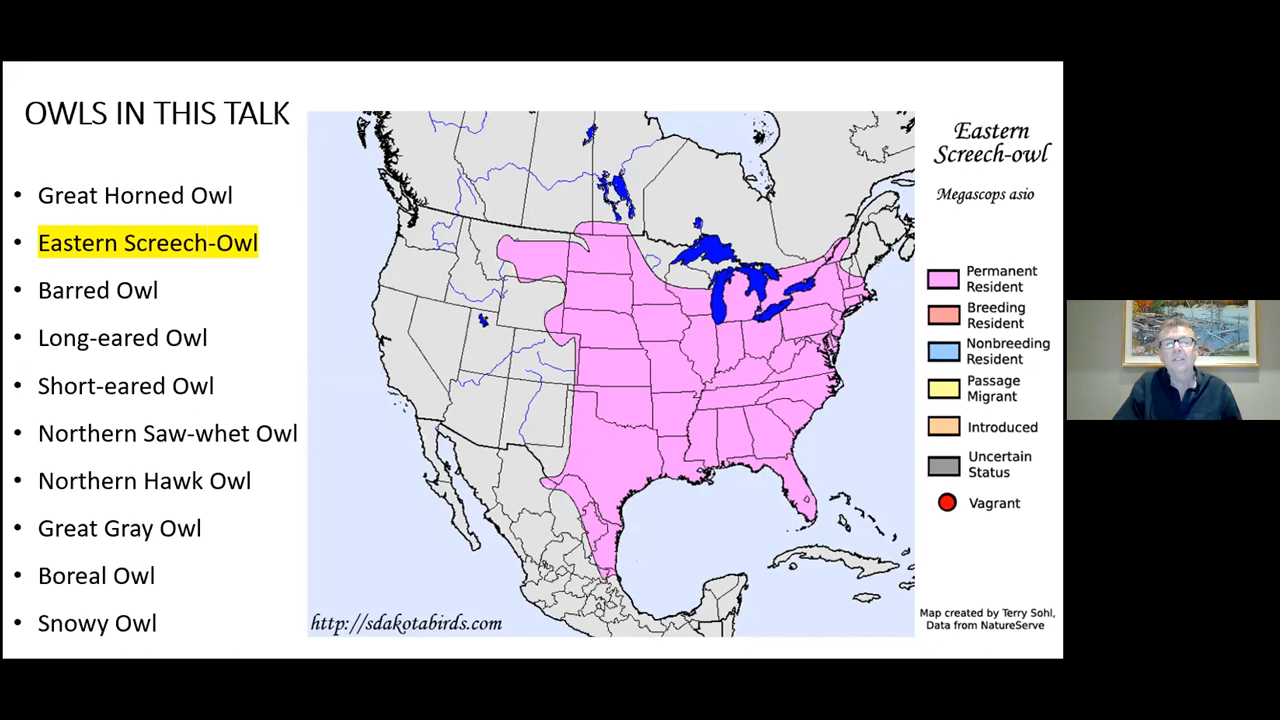 OWLS IN THIS TALK
• Great Horned Owl
• Eastern Screech-Owl
• Barred Owl
• Long-eared Owl
• Short-eared Owl
• Northern Saw-whet Owl
• Northern Hawk Owl
• Great Gray Owl
• Boreal Owl
• Snowy Owl
http://sdakotabirds.com
Eastern
Screech-owl
Megascops asio
Permanent
Resident
Breeding
Resident
Nonbreeding
Resident
Passage
Migrant
Introduced
Uncertain
Status
Vagrant
Map created by Terry Sohl,
Data from NatureServe